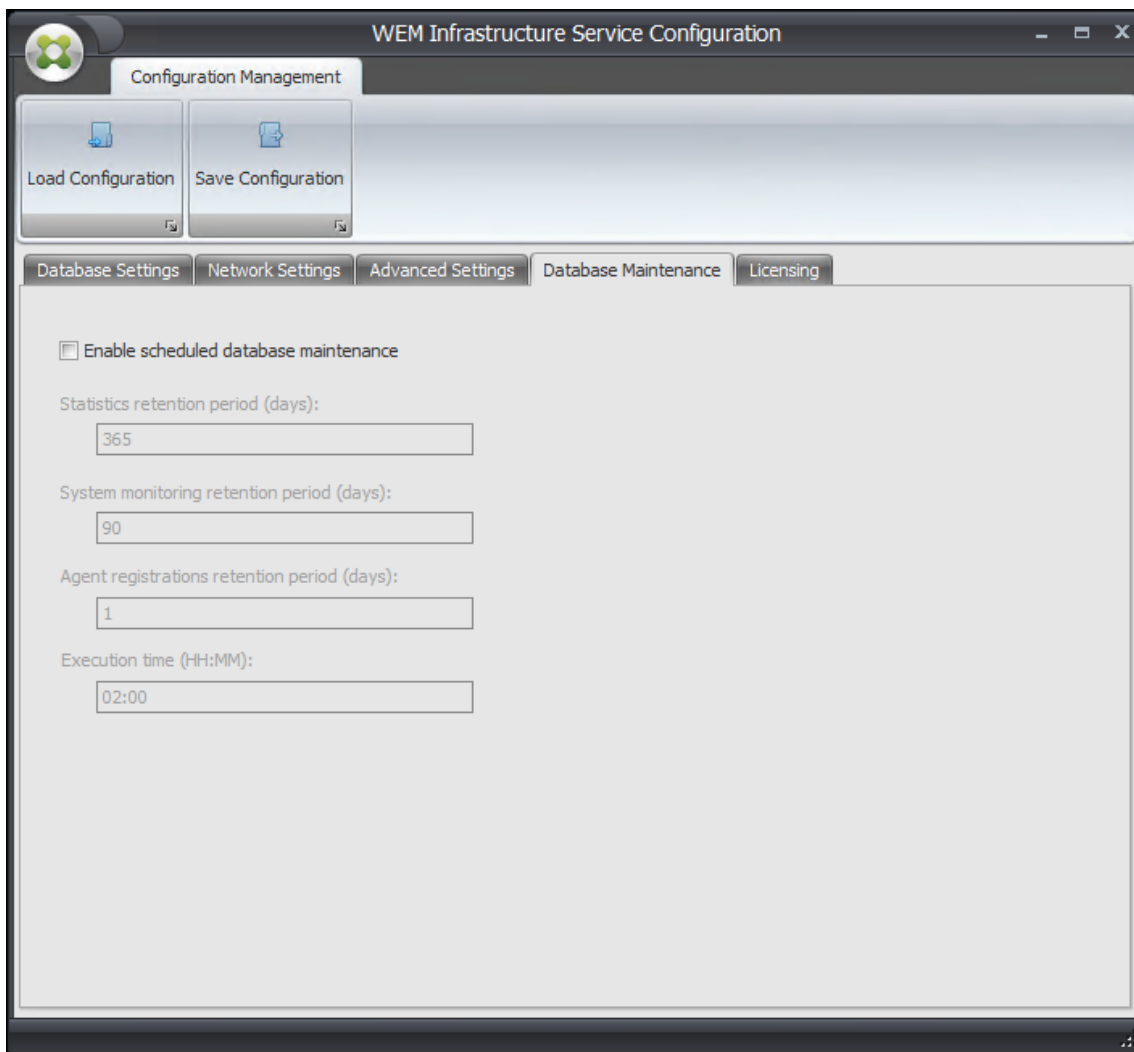 WEM Infrastructure Service Configuration
Configuration Management
Load Configuration Save Configuration
Database Settings Network Settings Advanced Settings Database Maintenance Licensing
Enable scheduled database maintenance
Statistics retention period (days):
365
System monitoring retention period (days):
90
Agent registrations retention period (days):
1
Execution time (HH:MM):
02:00